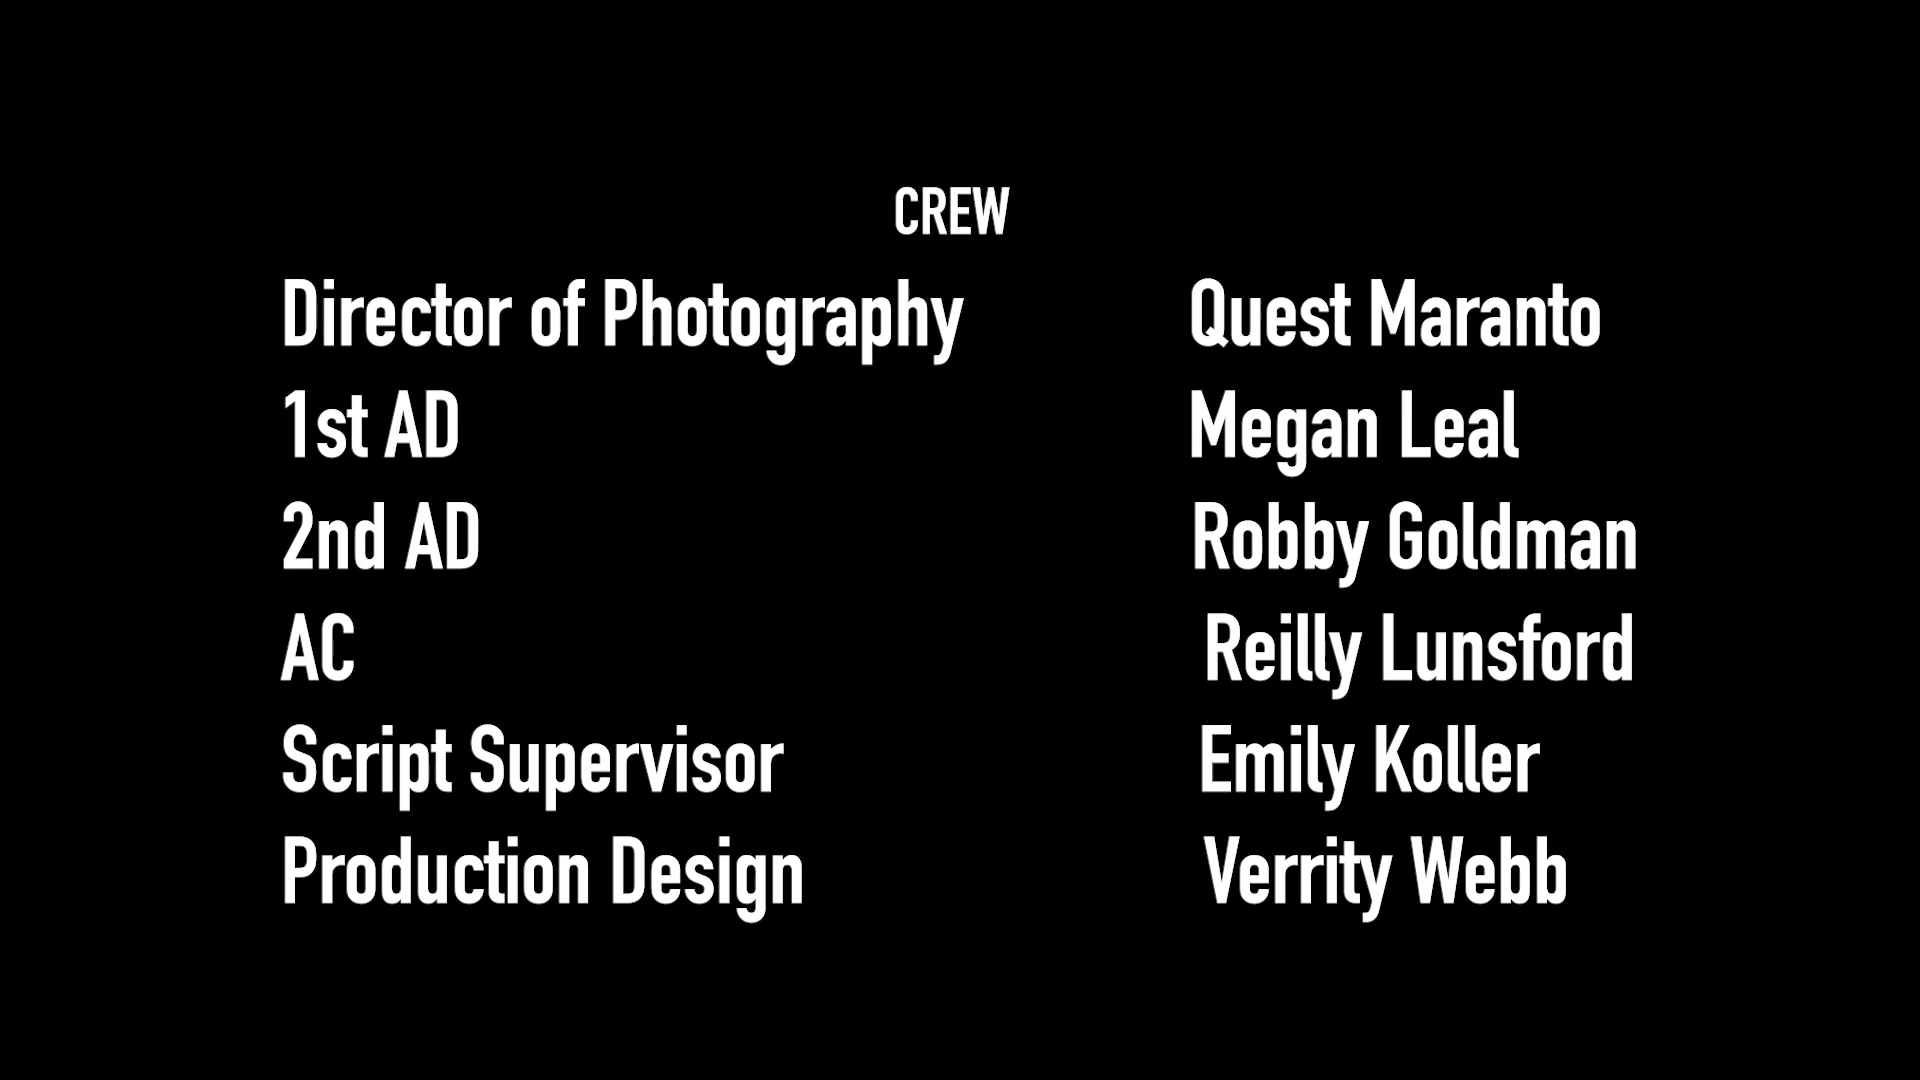 CREW
Director of Photography Quest Maranto
1st AD Megan Leal
2nd AD Robby Goldman
AC Reilly Lunsford
Script Supervisor Emily Koller
Production Design Verrity Webb